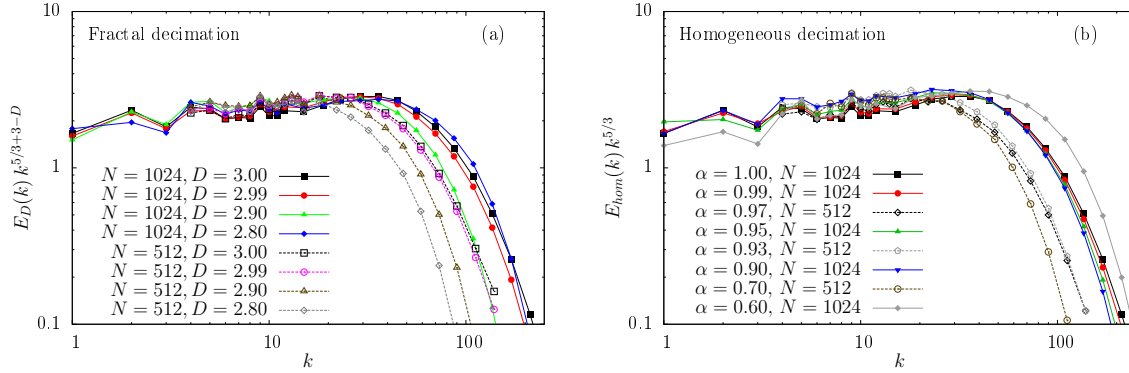 Fractal decimation
(a)
10
1
0.1
E_D(k) k^{5/3+3−D}
N = 1024, D = 3.00
N = 1024, D = 2.99
N = 1024, D = 2.90
N = 1024, D = 2.80
N = 512, D = 3.00
N = 512, D = 2.99
N = 512, D = 2.90
N = 512, D = 2.80
1 10 100
k
Homogeneous decimation
(b)
10
1
0.1
E_{hom}(k) k^{5/3}
α = 1.00, N = 1024
α = 0.99, N = 1024
α = 0.97, N = 512
α = 0.95, N = 1024
α = 0.93, N = 512
α = 0.90, N = 1024
α = 0.70, N = 512
α = 0.60, N = 1024
1 10 100
k